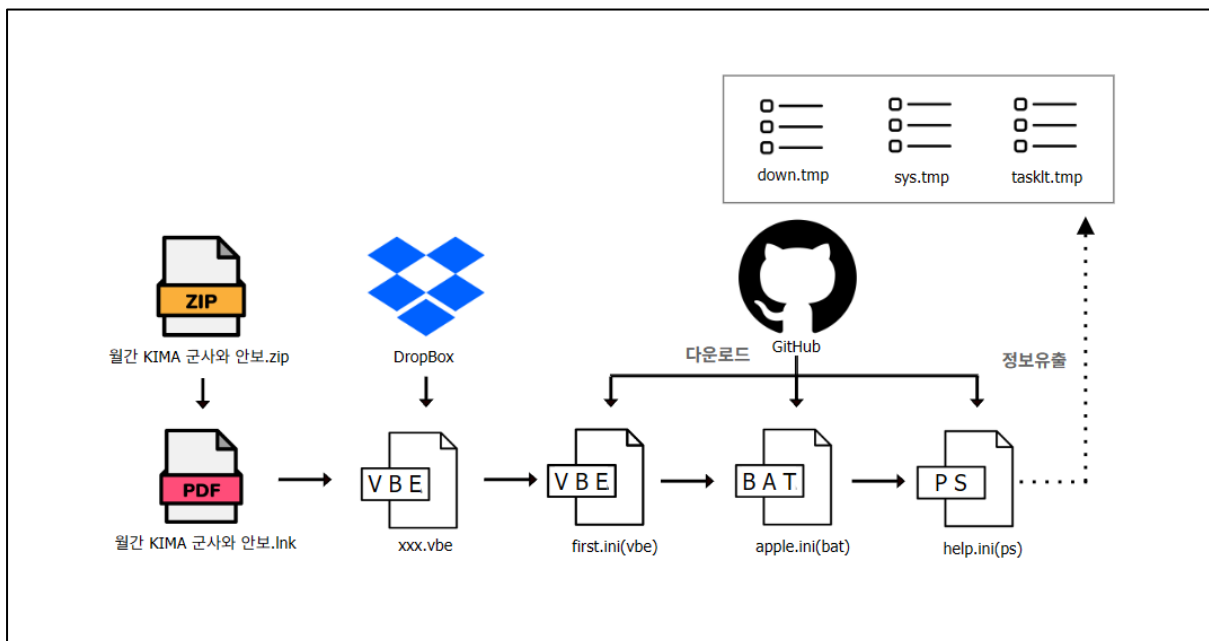 down.tmp
sys.tmp
tasklt.tmp
ZIP
월간 KIMA 군사와 안보.zip
DropBox
GitHub
다운로드
정보유출
PDF
월간 KIMA 군사와 안보.lnk
VBE
xxx.vbe
VBE
first.ini(vbe)
BAT
apple.ini(bat)
PS
help.ini(ps)